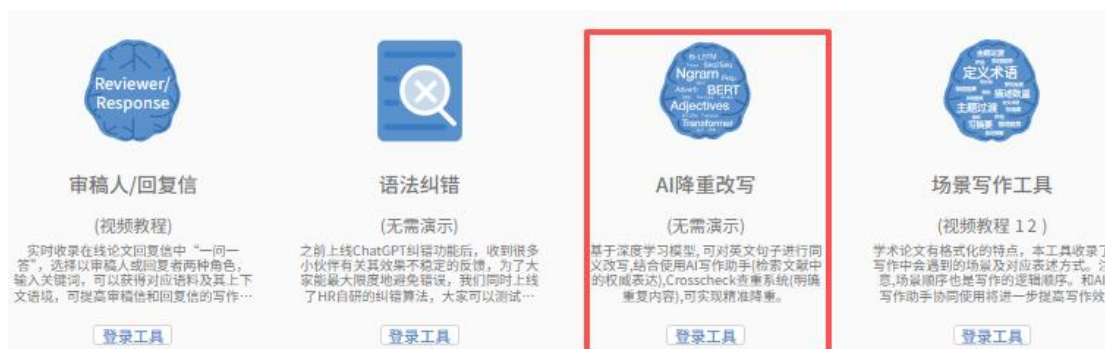 Reviewer/
Response
审稿人/回复信
(视频教程)
实时收录在线论文回复信中“一问一
答”，选择以审稿人或回复者两种角色，
输入关键词，可以获得对应语料及其上下
文语境，可提高审稿信和回复信的写作…
登录工具
语法纠错
(无需演示)
之前上线ChatGPT纠错功能后，收到很多
小伙伴有关其效果不稳定的反馈，为了大
家能最大限度地避免错误，我们同时上线
了HR自研的纠错算法，大家可以测试…
登录工具
Bi-LSTM
Seq2Seq
Ngram Prep
Adverb BERT
Adjectives
Transformer
AI降重改写
(无需演示)
基于深度学习模型,可对英文句子进行同
义改写,结合使用AI写作助手(检索文献中
的权威表达),Crosscheck查重系统(明确
重复内容),可实现精准降重。
登录工具
定义术语
描述数量
主题过渡
写摘要
场景写作工具
(视频教程 1 2 )
学术论文有格式化的特点，本工具收录了
写作中会遇到的场景及对应表述方式。注
意,场景顺序也是写作的逻辑顺序。和AI
写作助手协同使用将进一步提高写作效
登录工具